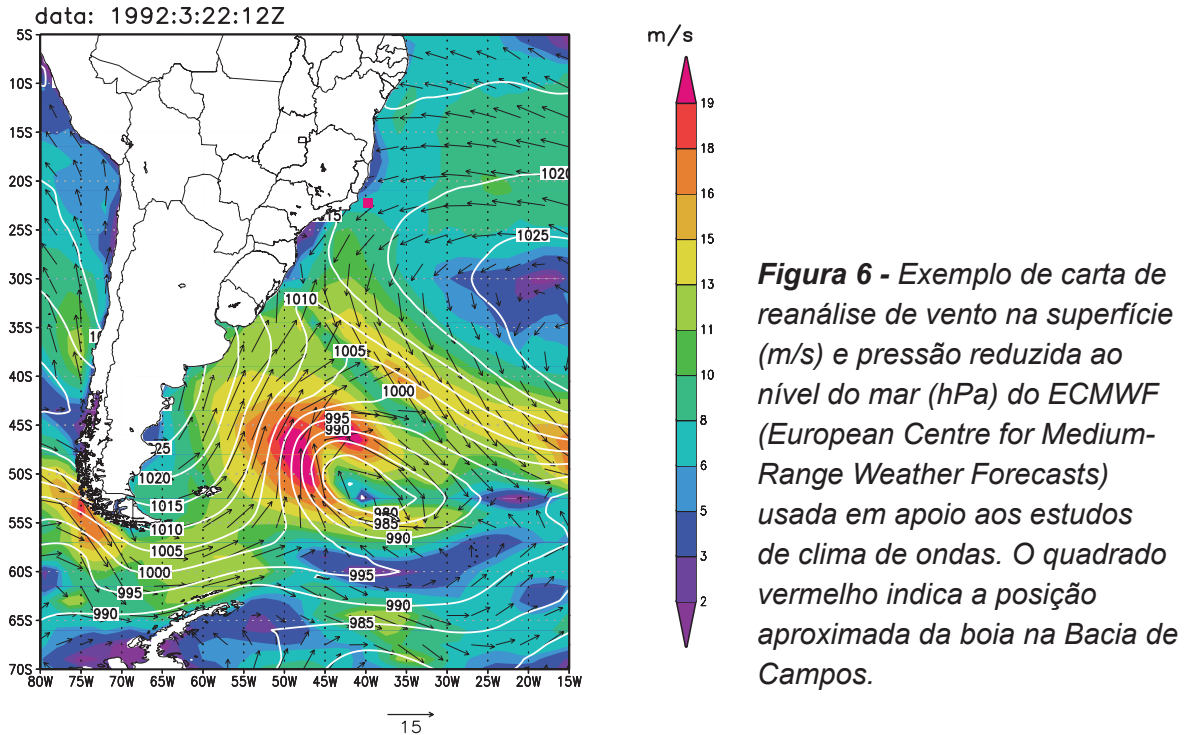 data: 1992:3:22:12Z
5S
10S
15S
20S
25S
30S
35S
40S
45S
50S
55S
60S
65S
70S
80W 75W 70W 65W 60W 55W 50W 45W 40W 35W 30W 25W 20W 15W
15
1020
1025
15
1010
1005
1000
995
990
25
1020
1015
1010
1005
1000
995
990
980
985
990
995
990
985
m/s
19
18
16
15
13
11
10
8
6
5
3
2
Figura 6 - Exemplo de carta de
reanálise de vento na superfície
(m/s) e pressão reduzida ao
nível do mar (hPa) do ECMWF
(European Centre for Medium-
Range Weather Forecasts)
usada em apoio aos estudos
de clima de ondas. O quadrado
vermelho indica a posição
aproximada da boia na Bacia de
Campos.